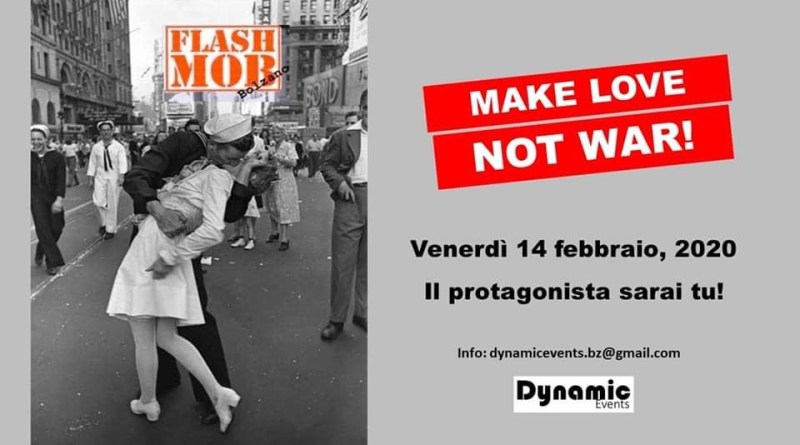 FLASH
MOB
Bolzano
MAKE LOVE
NOT WAR!
Venerdì 14 febbraio, 2020
Il protagonista sarai tu!
Info: dynamicevents.bz@gmail.com
Dynamic
Events